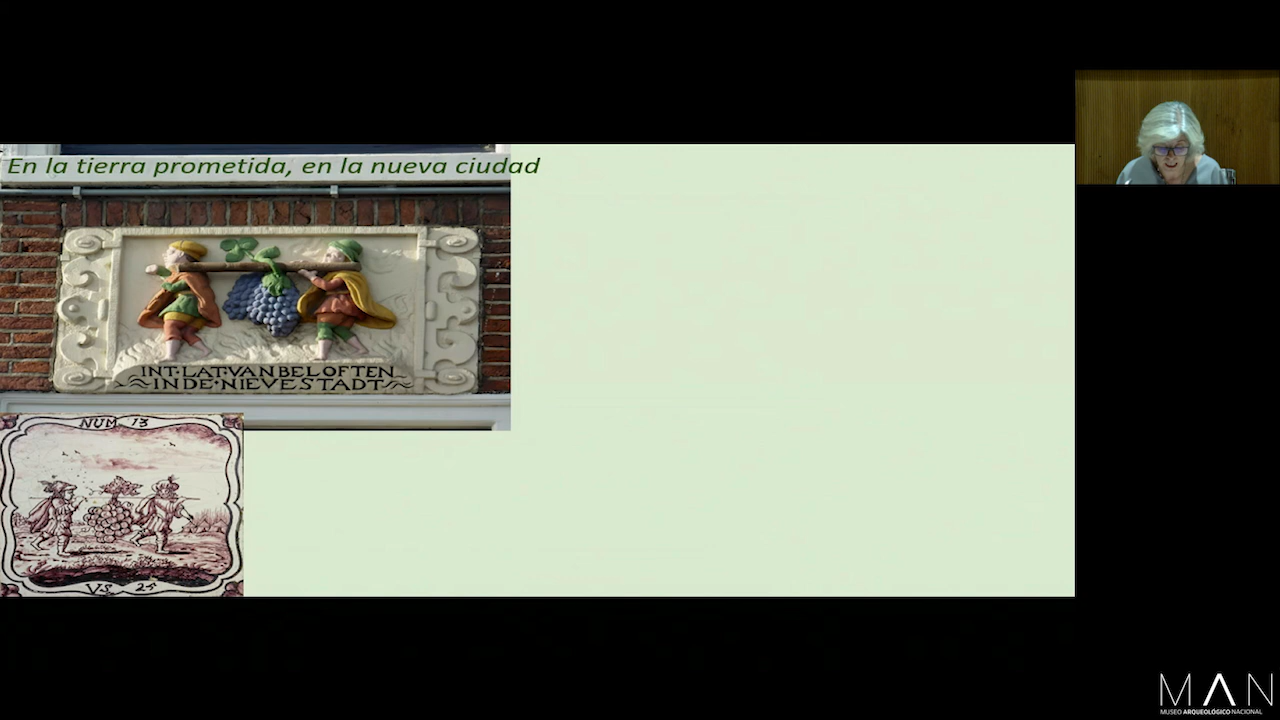 En la tierra prometida, en la nueva ciudad
INT·LAT·VAN BELOFTEN
IN DE·NIEVE STADT
NUM 13
VS 25
MAN
MUSEO ARQUEOLÓGICO NACIONAL